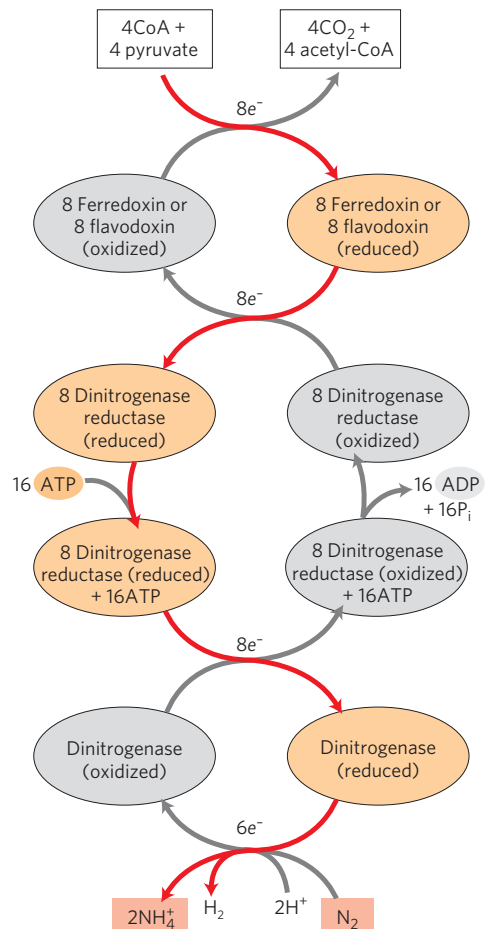 4CoA +
4 pyruvate
4CO₂ +
4 acetyl-CoA
8e⁻
8 Ferredoxin or
8 flavodoxin
(oxidized)
8 Ferredoxin or
8 flavodoxin
(reduced)
8e⁻
8 Dinitrogenase
reductase
(reduced)
8 Dinitrogenase
reductase
(oxidized)
16 ATP
16 ADP
+ 16Pᵢ
8 Dinitrogenase
reductase (reduced)
+ 16ATP
8 Dinitrogenase
reductase (oxidized)
+ 16ATP
8e⁻
Dinitrogenase
(oxidized)
Dinitrogenase
(reduced)
6e⁻
2NH₄⁺
H₂
2H⁺
N₂